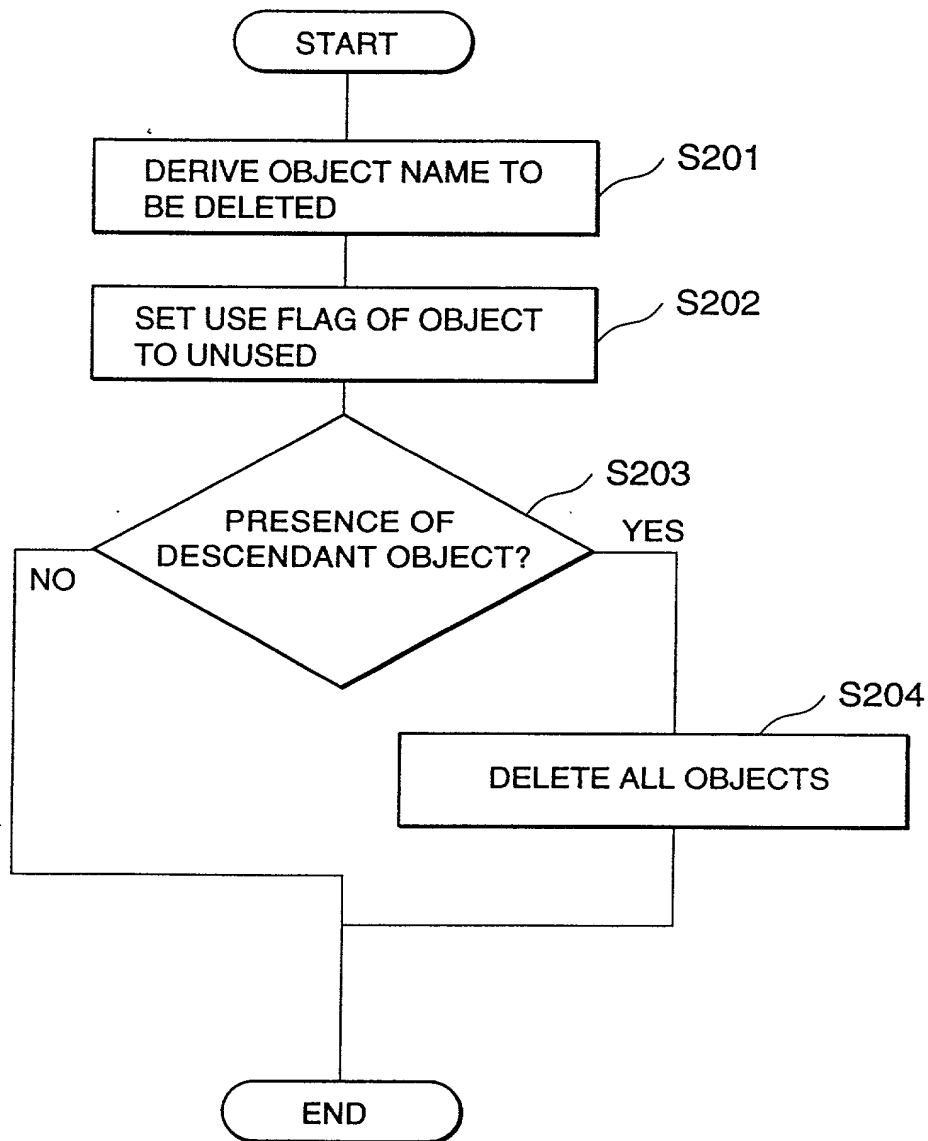 START
DERIVE OBJECT NAME TO
BE DELETED
S201
SET USE FLAG OF OBJECT
TO UNUSED
S202
PRESENCE OF
DESCENDANT OBJECT?
S203
YES
NO
S204
DELETE ALL OBJECTS
END